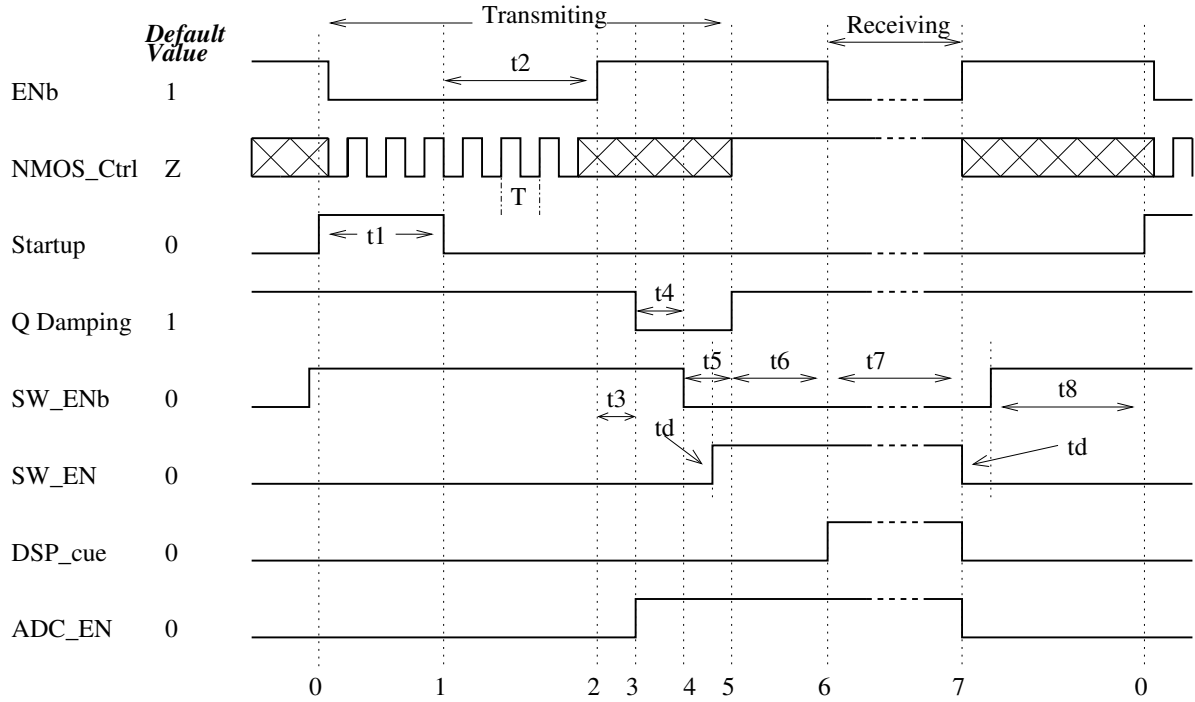 Transmiting
Default
Value
Receiving
ENb 1 t2
NMOS_Ctrl Z T
Startup 0 t1
Q Damping 1 t4
SW_ENb 0 t5 t6 t7 t8
t3
td
td
SW_EN 0
DSP_cue 0
ADC_EN 0
0 1 2 3 4 5 6 7 0